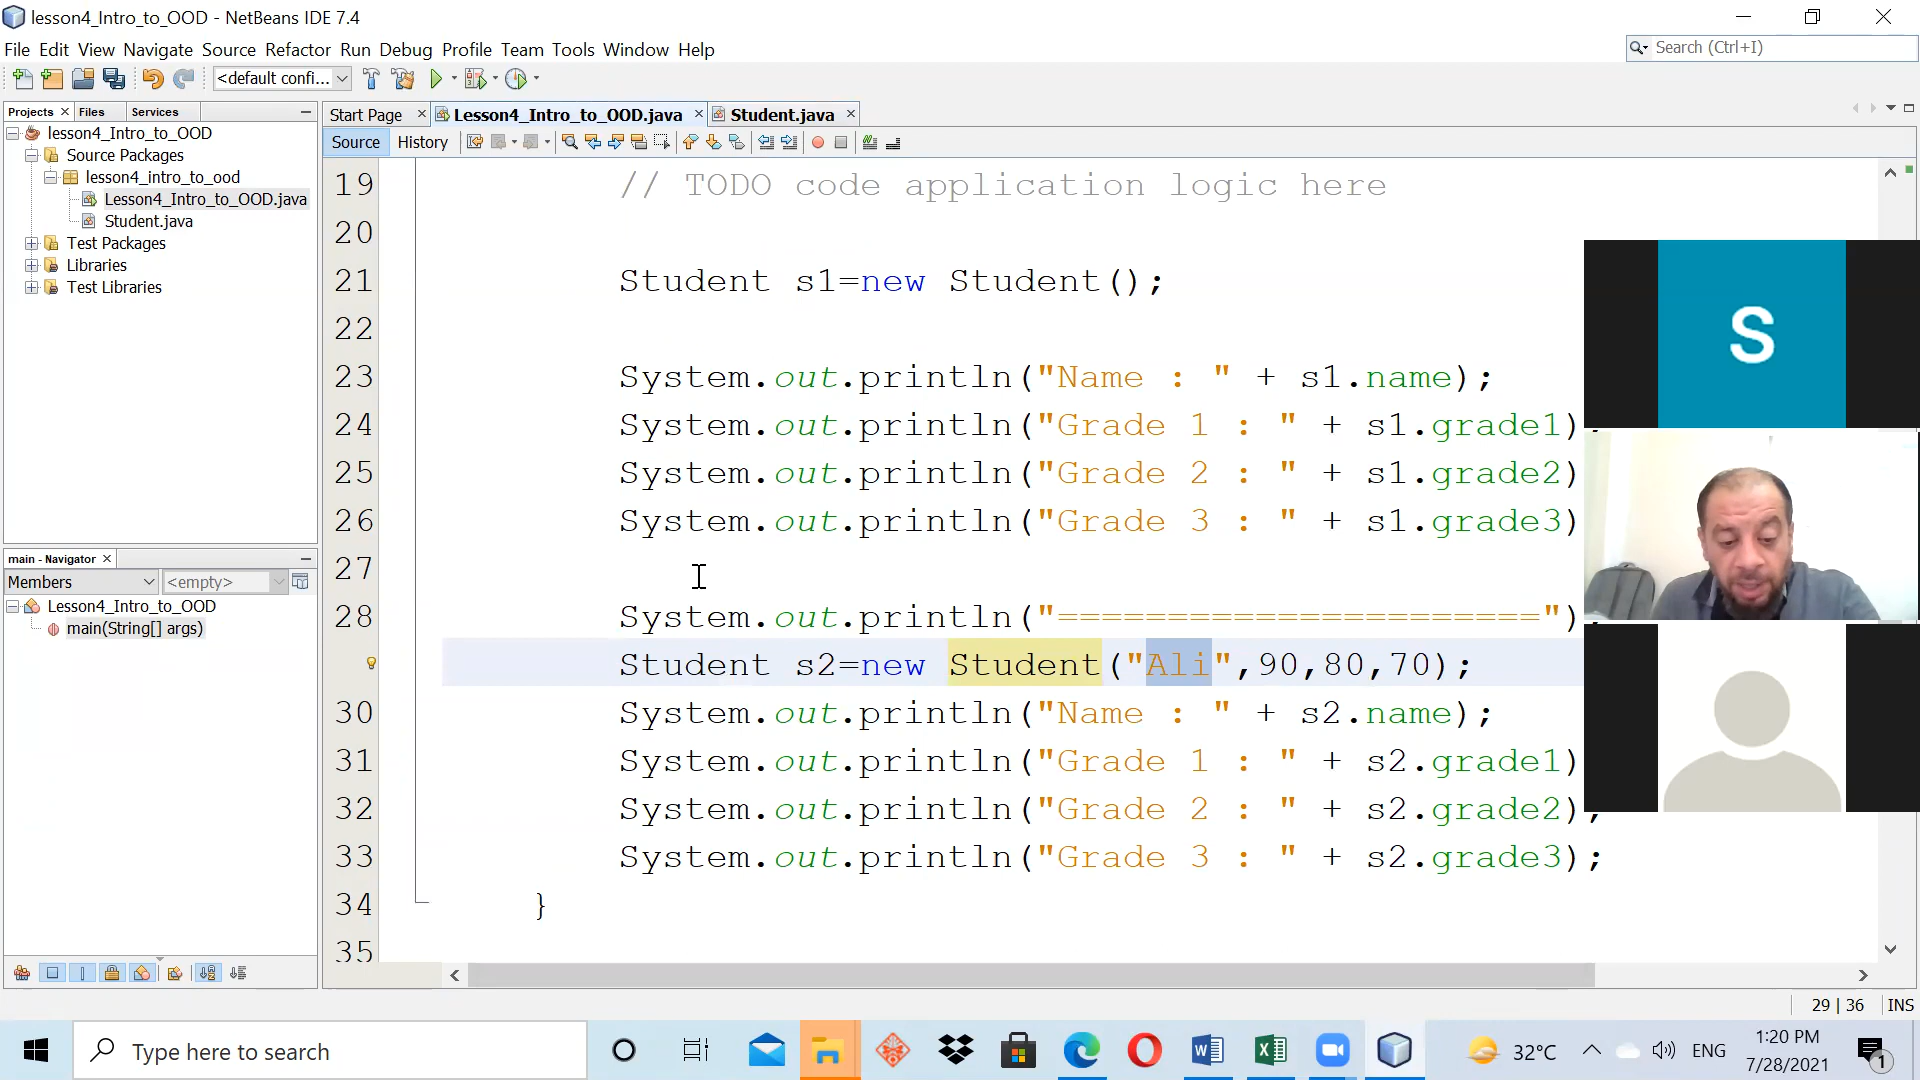 lesson4_Intro_to_OOD - NetBeans IDE 7.4
File Edit View Navigate Source Refactor Run Debug Profile Team Tools Window Help
Search (Ctrl+I)
<default confi...
Projects Files Services
Start Page Lesson4_Intro_to_OOD.java Student.java
Source History
lesson4_Intro_to_OOD
Source Packages
lesson4_intro_to_ood
Lesson4_Intro_to_OOD.java
Student.java
Test Packages
Libraries
Test Libraries
main - Navigator
Members <empty>
Lesson4_Intro_to_OOD
main(String[] args)
19 // TODO code application logic here
20
21 Student s1=new Student();
22
23 System.out.println("Name : " + s1.name);
24 System.out.println("Grade 1 : " + s1.grade1);
25 System.out.println("Grade 2 : " + s1.grade2)
26 System.out.println("Grade 3 : " + s1.grade3)
27
28 System.out.println("======================")
Student s2=new Student("Ali",90,80,70);
30 System.out.println("Name : " + s2.name);
31 System.out.println("Grade 1 : " + s2.grade1)
32 System.out.println("Grade 2 : " + s2.grade2);
33 System.out.println("Grade 3 : " + s2.grade3);
34 }
35
S
29 | 36 INS
Type here to search
32°C
ENG
1:20 PM
7/28/2021
1